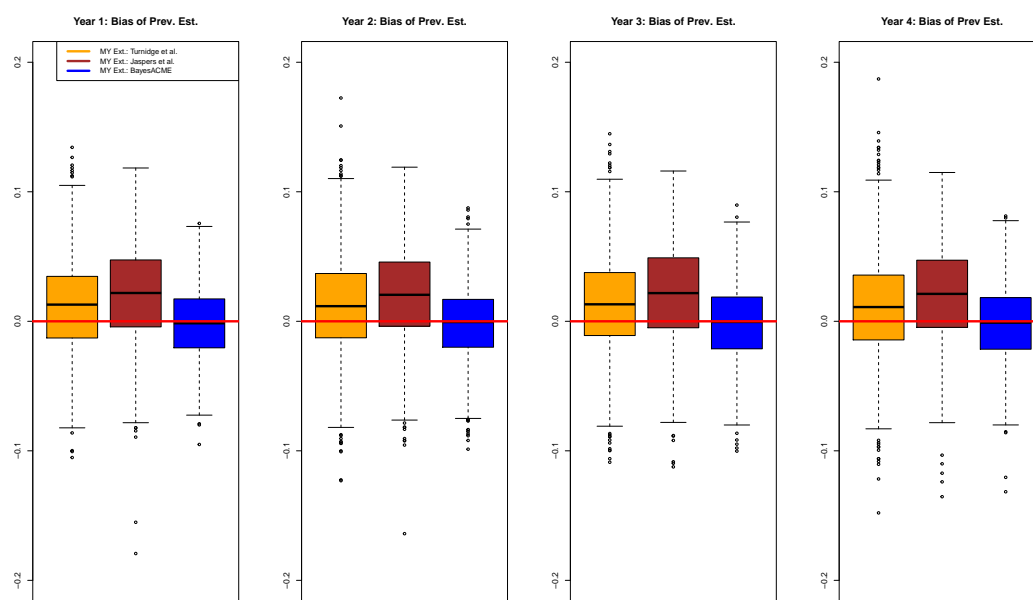 Year 1: Bias of Prev. Est.
Year 2: Bias of Prev. Est.
Year 3: Bias of Prev. Est.
Year 4: Bias of Prev Est.
MY Ext.: Turnidge et al.
MY Ext.: Jaspers et al.
MY Ext.: BayesACME
0.2
0.1
0.0
−0.1
−0.2
0.2
0.1
0.0
−0.1
−0.2
0.2
0.1
0.0
−0.1
−0.2
0.2
0.1
0.0
−0.1
−0.2